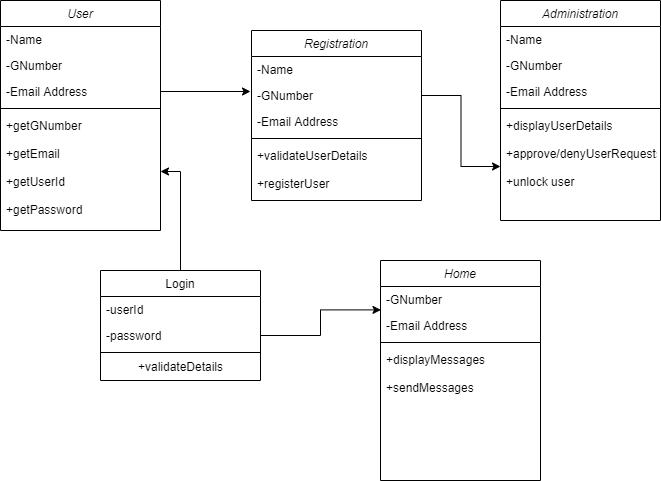 User
-Name
-GNumber
-Email Address
+getGNumber
+getEmail
+getUserId
+getPassword
Registration
-Name
-GNumber
-Email Address
+validateUserDetails
+registerUser
Administration
-Name
-GNumber
-Email Address
+displayUserDetails
+approve/denyUserRequest
+unlock user
Login
-userId
-password
+validateDetails
Home
-GNumber
-Email Address
+displayMessages
+sendMessages